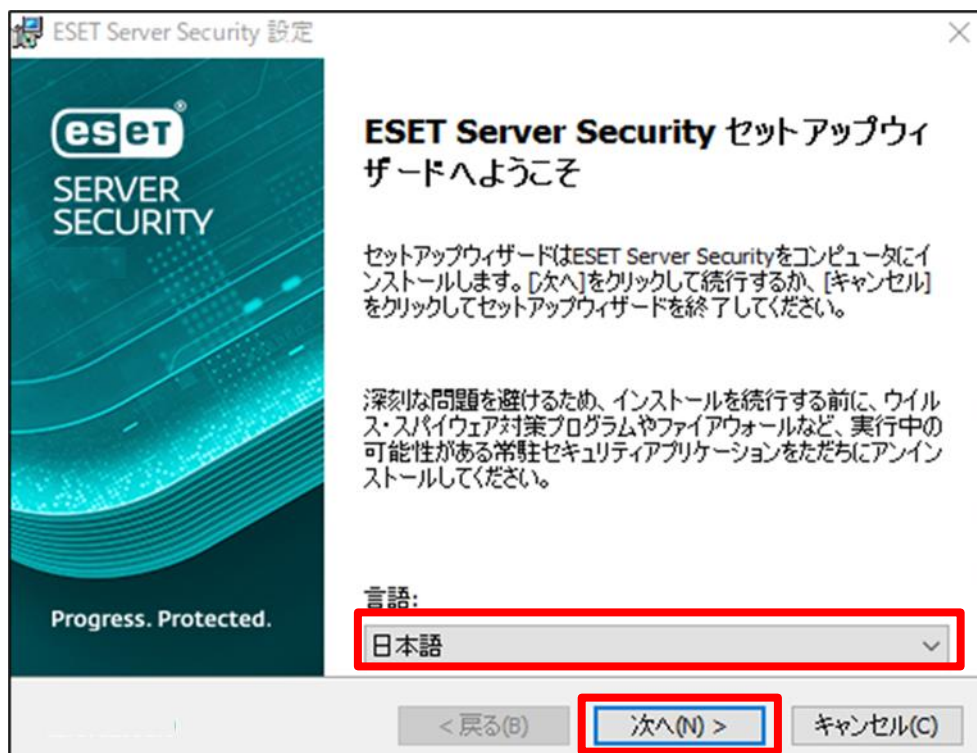 ESET Server Security 設定
eseT®
SERVER
SECURITY
ESET Server Security セットアップウィ
ザードへようこそ
セットアップウィザードはESET Server Securityをコンピュータにイ
ンストールします。[次へ]をクリックして続行するか、[キャンセル]
をクリックしてセットアップウィザードを終了してください。
深刻な問題を避けるため、インストールを続行する前に、ウイル
ス・スパイウェア対策プログラムやファイアウォールなど、実行中の
可能性がある常駐セキュリティアプリケーションをただちにアンイン
ストールしてください。
Progress. Protected.
言語:
日本語
< 戻る(B)
次へ(N) >
キャンセル(C)